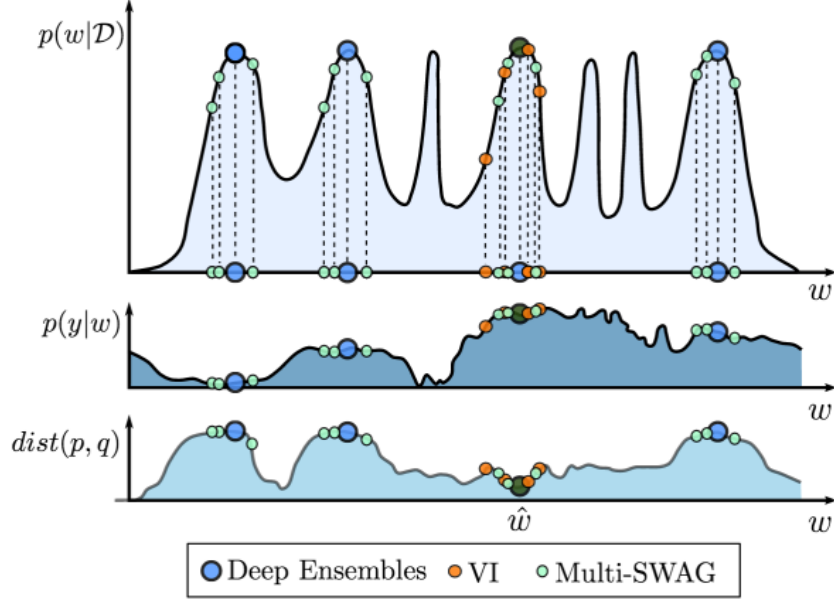 p(w|𝒟)
w
p(y|w)
w
dist(p, q)
ŵ
w
Deep Ensembles VI Multi-SWAG